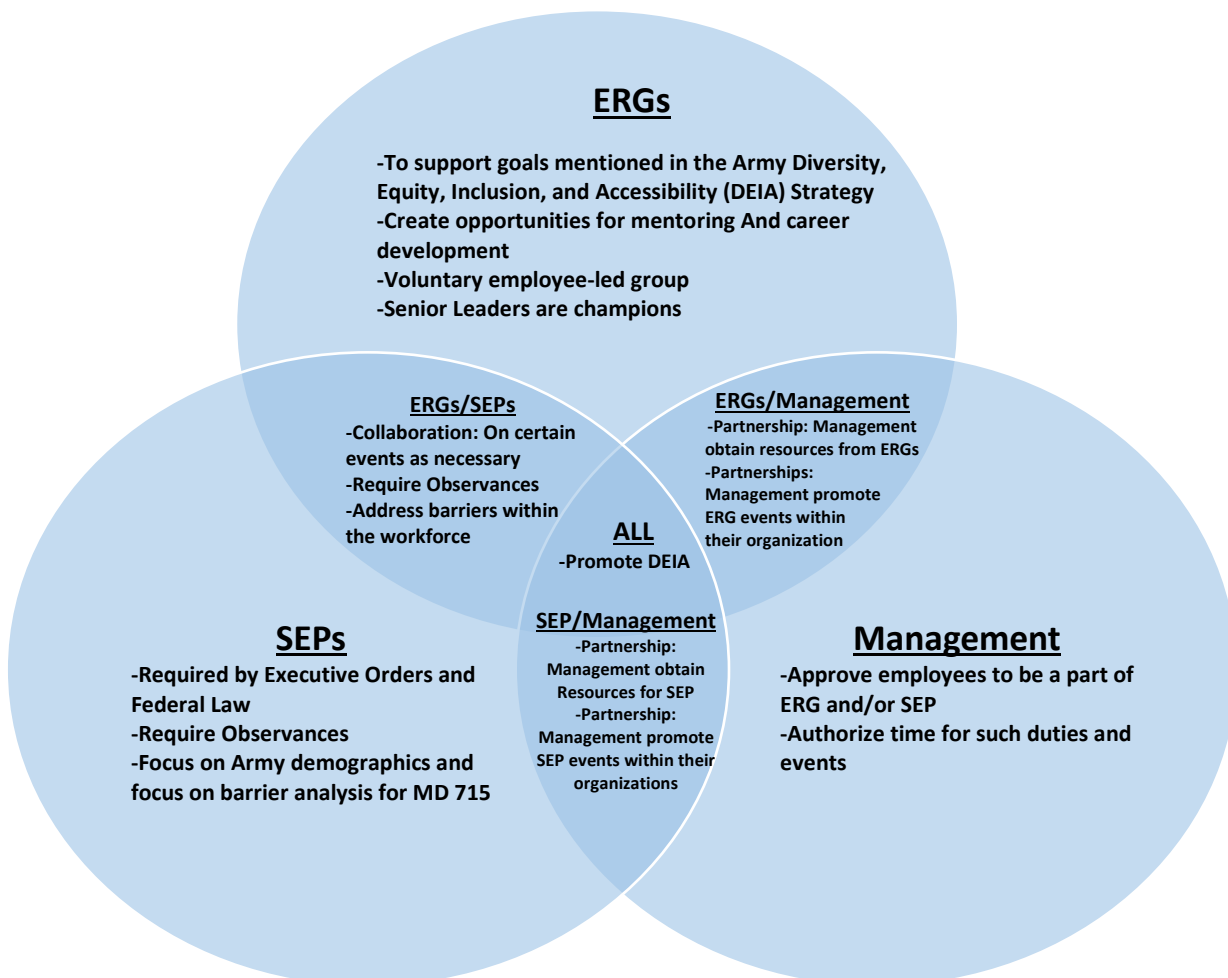 ERGs
-To support goals mentioned in the Army Diversity,
Equity, Inclusion, and Accessibility (DEIA) Strategy
-Create opportunities for mentoring And career
development
-Voluntary employee-led group
-Senior Leaders are champions
ERGs/SEPs
-Collaboration: On certain
events as necessary
-Require Observances
-Address barriers within
the workforce
ERGs/Management
-Partnership: Management
obtain resources from ERGs
-Partnerships:
Management promote
ERG events within
their organization
ALL
-Promote DEIA
SEPs
-Required by Executive Orders and
Federal Law
-Require Observances
-Focus on Army demographics and
focus on barrier analysis for MD 715
SEP/Management
-Partnership:
Management obtain
Resources for SEP
-Partnership:
Management promote
SEP events within their
organizations
Management
-Approve employees to be a part of
ERG and/or SEP
-Authorize time for such duties and
events